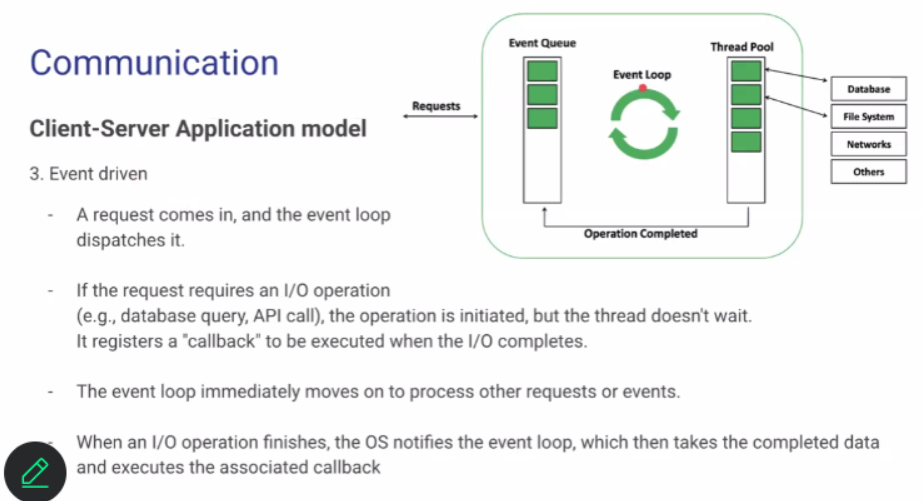 Communication
Client-Server Application model
3. Event driven
- A request comes in, and the event loop
dispatches it.
- If the request requires an I/O operation
(e.g., database query, API call), the operation is initiated, but the thread doesn't wait.
It registers a "callback" to be executed when the I/O completes.
- The event loop immediately moves on to process other requests or events.
- When an I/O operation finishes, the OS notifies the event loop, which then takes the completed data
and executes the associated callback
Requests
Event Queue
Event Loop
Thread Pool
Operation Completed
Database
File System
Networks
Others